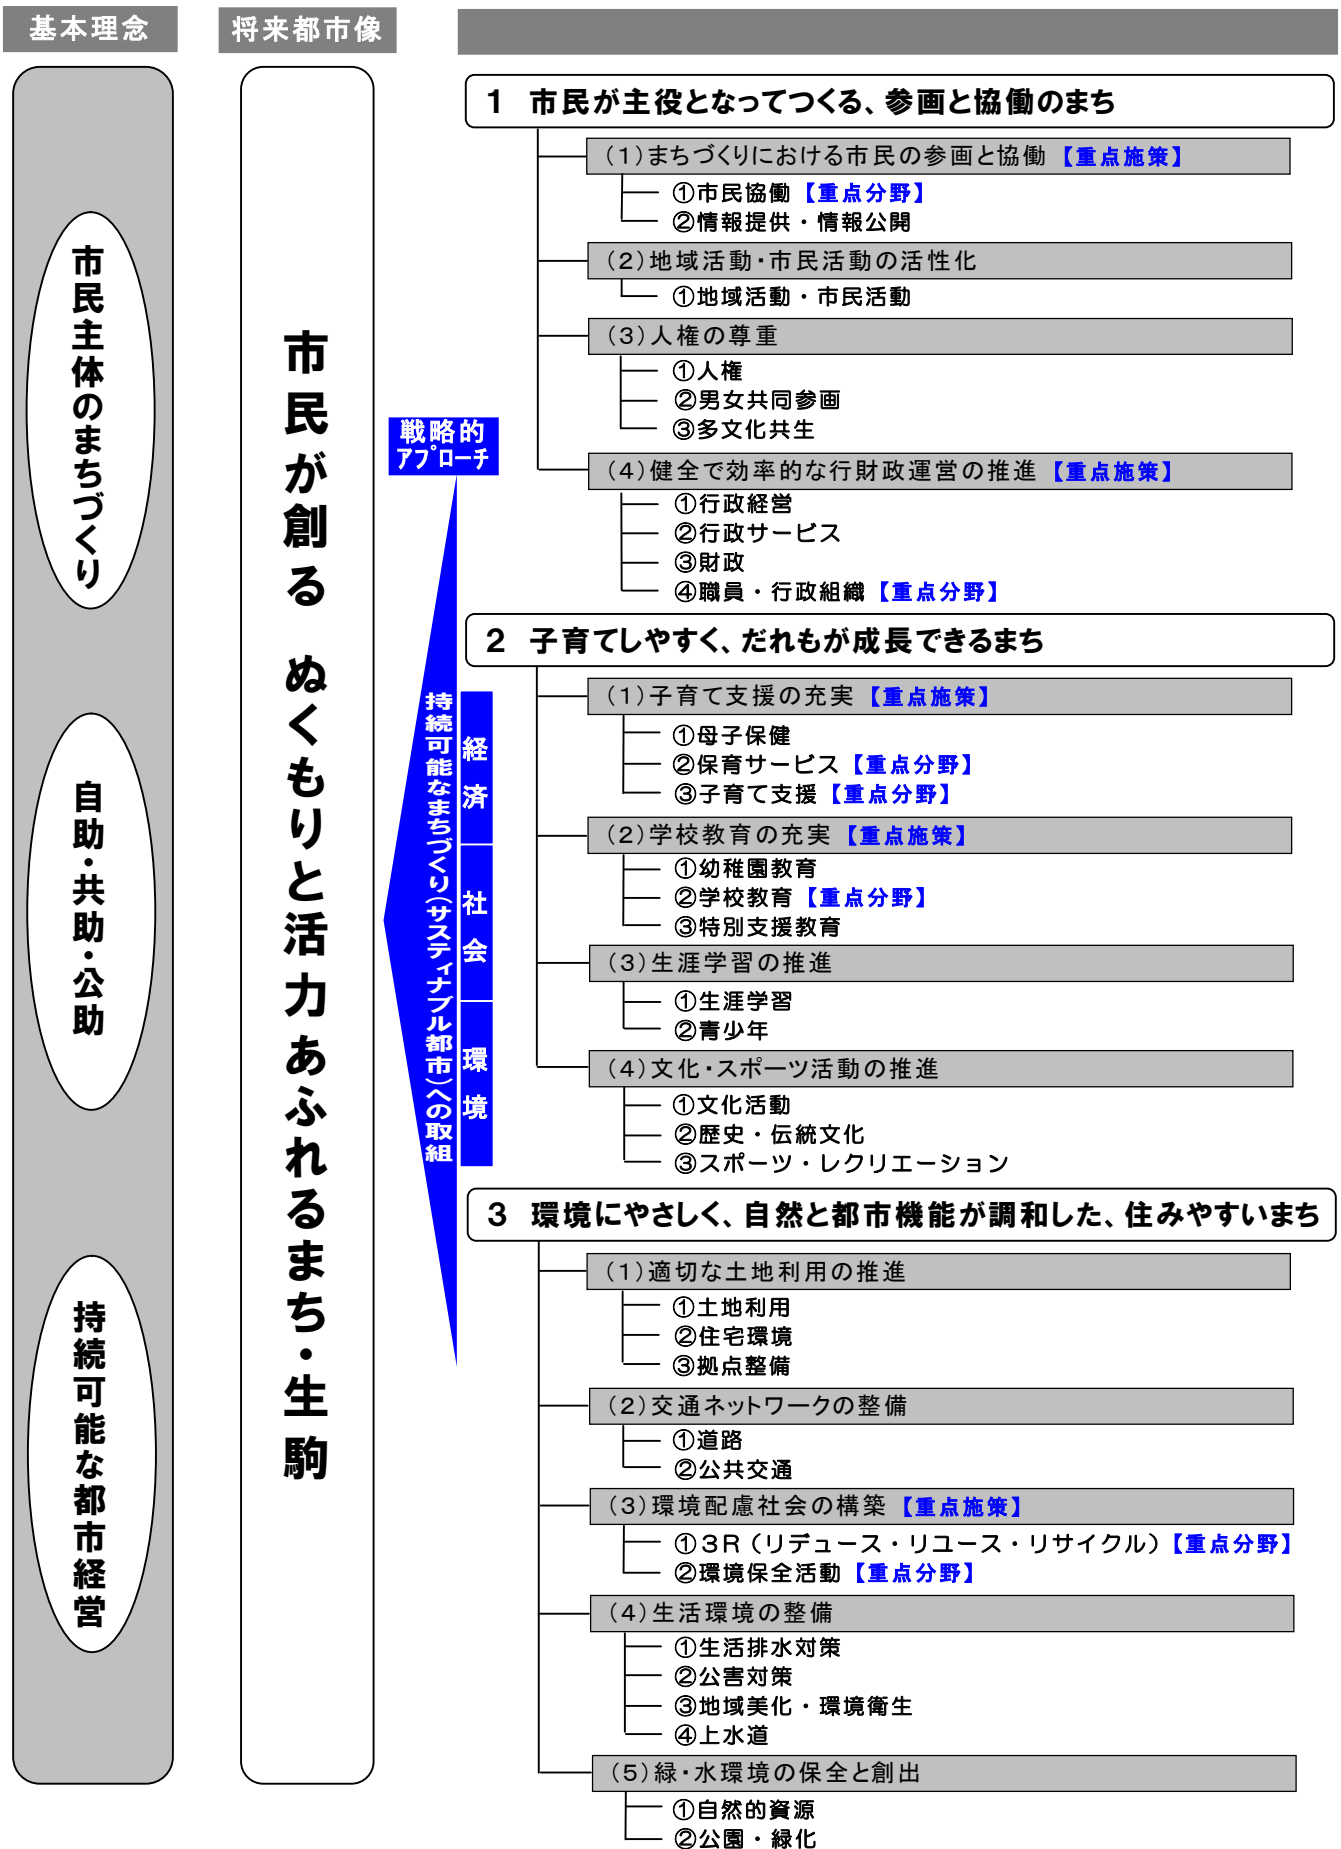 基本理念
将来都市像
市民主体のまちづくり
自助・共助・公助
持続可能な都市経営
市民が創る ぬくもりと活力あふれるまち・生駒
戦略的
アプローチ
持続可能なまちづくり(サスティナブル都市)への取組
経済
社会
環境
1 市民が主役となってつくる、参画と協働のまち
(1)まちづくりにおける市民の参画と協働【重点施策】
①市民協働【重点分野】
②情報提供・情報公開
(2)地域活動・市民活動の活性化
①地域活動・市民活動
(3)人権の尊重
①人権
②男女共同参画
③多文化共生
(4)健全で効率的な行財政運営の推進【重点施策】
①行政経営
②行政サービス
③財政
④職員・行政組織【重点分野】
2 子育てしやすく、だれもが成長できるまち
(1)子育て支援の充実【重点施策】
①母子保健
②保育サービス【重点分野】
③子育て支援【重点分野】
(2)学校教育の充実【重点施策】
①幼稚園教育
②学校教育【重点分野】
③特別支援教育
(3)生涯学習の推進
①生涯学習
②青少年
(4)文化・スポーツ活動の推進
①文化活動
②歴史・伝統文化
③スポーツ・レクリエーション
3 環境にやさしく、自然と都市機能が調和した、住みやすいまち
(1)適切な土地利用の推進
①土地利用
②住宅環境
③拠点整備
(2)交通ネットワークの整備
①道路
②公共交通
(3)環境配慮社会の構築【重点施策】
①3R(リデュース・リユース・リサイクル)【重点分野】
②環境保全活動【重点分野】
(4)生活環境の整備
①生活排水対策
②公害対策
③地域美化・環境衛生
④上水道
(5)緑・水環境の保全と創出
①自然的資源
②公園・緑化